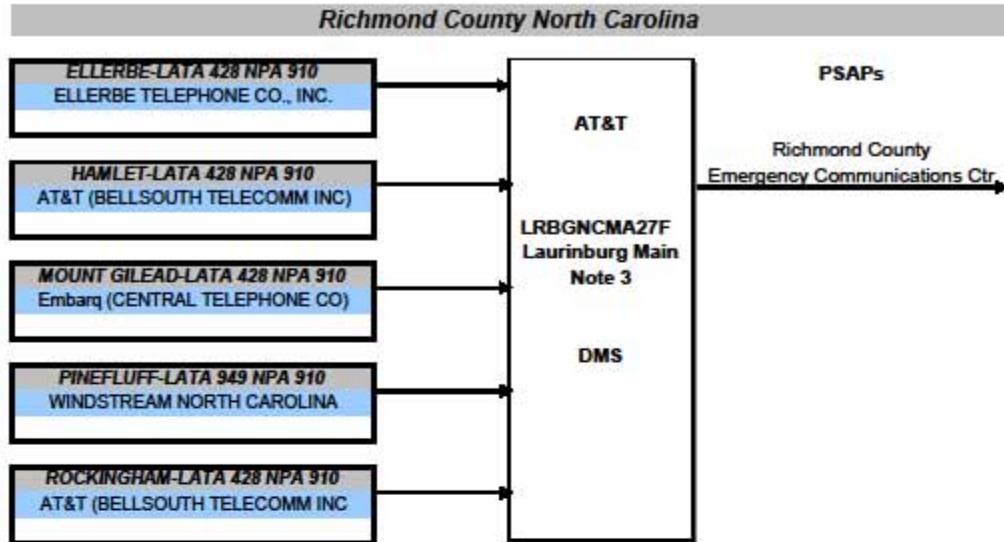 Richmond County North Carolina
ELLERBE-LATA 428 NPA 910
ELLERBE TELEPHONE CO., INC.
HAMLET-LATA 428 NPA 910
AT&T (BELLSOUTH TELECOMM INC)
MOUNT GILEAD-LATA 428 NPA 910
Embarq (CENTRAL TELEPHONE CO)
PINEFLUFF-LATA 949 NPA 910
WINDSTREAM NORTH CAROLINA
ROCKINGHAM-LATA 428 NPA 910
AT&T (BELLSOUTH TELECOMM INC
AT&T
LRBGNCMA27F
Laurinburg Main
Note 3
DMS
PSAPs
Richmond County
Emergency Communications Ctr.